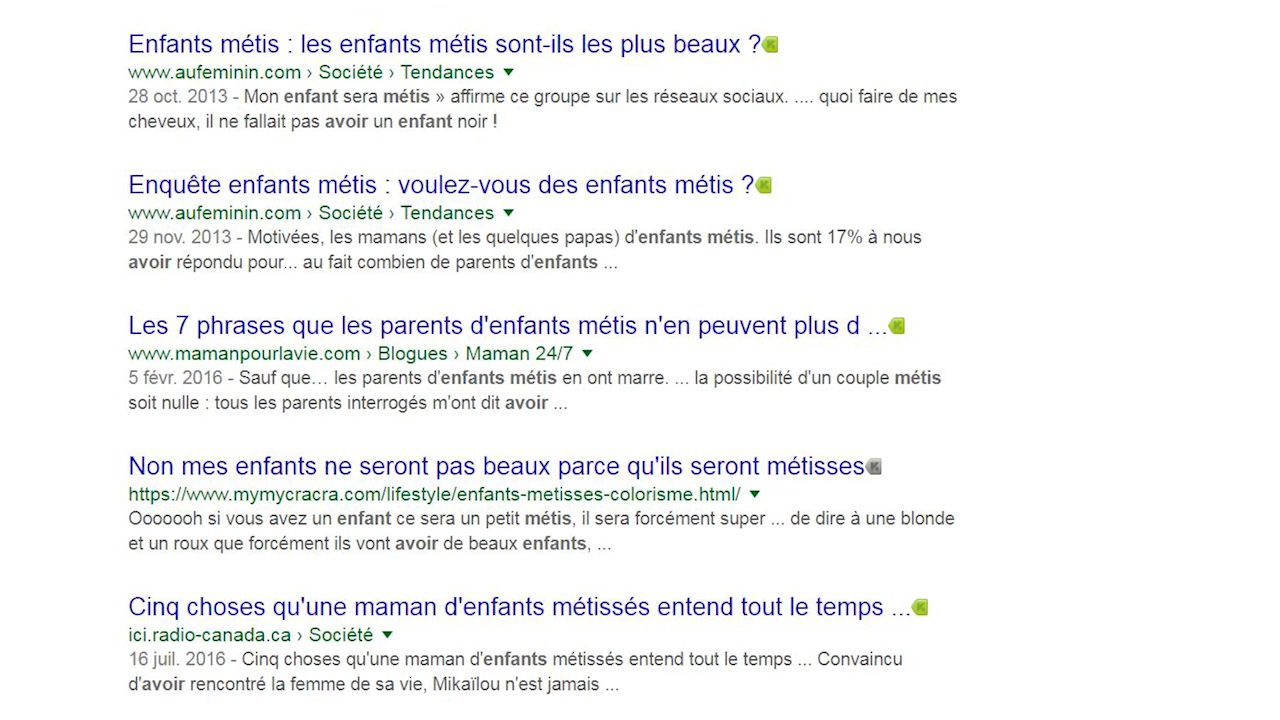 Enfants métis : les enfants métis sont-ils les plus beaux ?
www.aufeminin.com › Société › Tendances
28 oct. 2013 - Mon enfant sera métis » affirme ce groupe sur les réseaux sociaux. .... quoi faire de mes
cheveux, il ne fallait pas avoir un enfant noir !
Enquête enfants métis : voulez-vous des enfants métis ?
www.aufeminin.com › Société › Tendances
29 nov. 2013 - Motivées, les mamans (et les quelques papas) d'enfants métis. Ils sont 17% à nous
avoir répondu pour... au fait combien de parents d'enfants ...
Les 7 phrases que les parents d'enfants métis n'en peuvent plus d ...
www.mamanpourlavie.com › Blogues › Maman 24/7
5 févr. 2016 - Sauf que… les parents d'enfants métis en ont marre. ... la possibilité d'un couple métis
soit nulle : tous les parents interrogés m'ont dit avoir ...
Non mes enfants ne seront pas beaux parce qu'ils seront métisses
https://www.mymycracra.com/lifestyle/enfants-metisses-colorisme.html/
Ooooooh si vous avez un enfant ce sera un petit métis, il sera forcément super ... de dire à une blonde
et un roux que forcément ils vont avoir de beaux enfants, ...
Cinq choses qu'une maman d'enfants métissés entend tout le temps ...
ici.radio-canada.ca › Société
16 juil. 2016 - Cinq choses qu'une maman d'enfants métissés entend tout le temps ... Convaincu
d'avoir rencontré la femme de sa vie, Mikaïlou n'est jamais ...